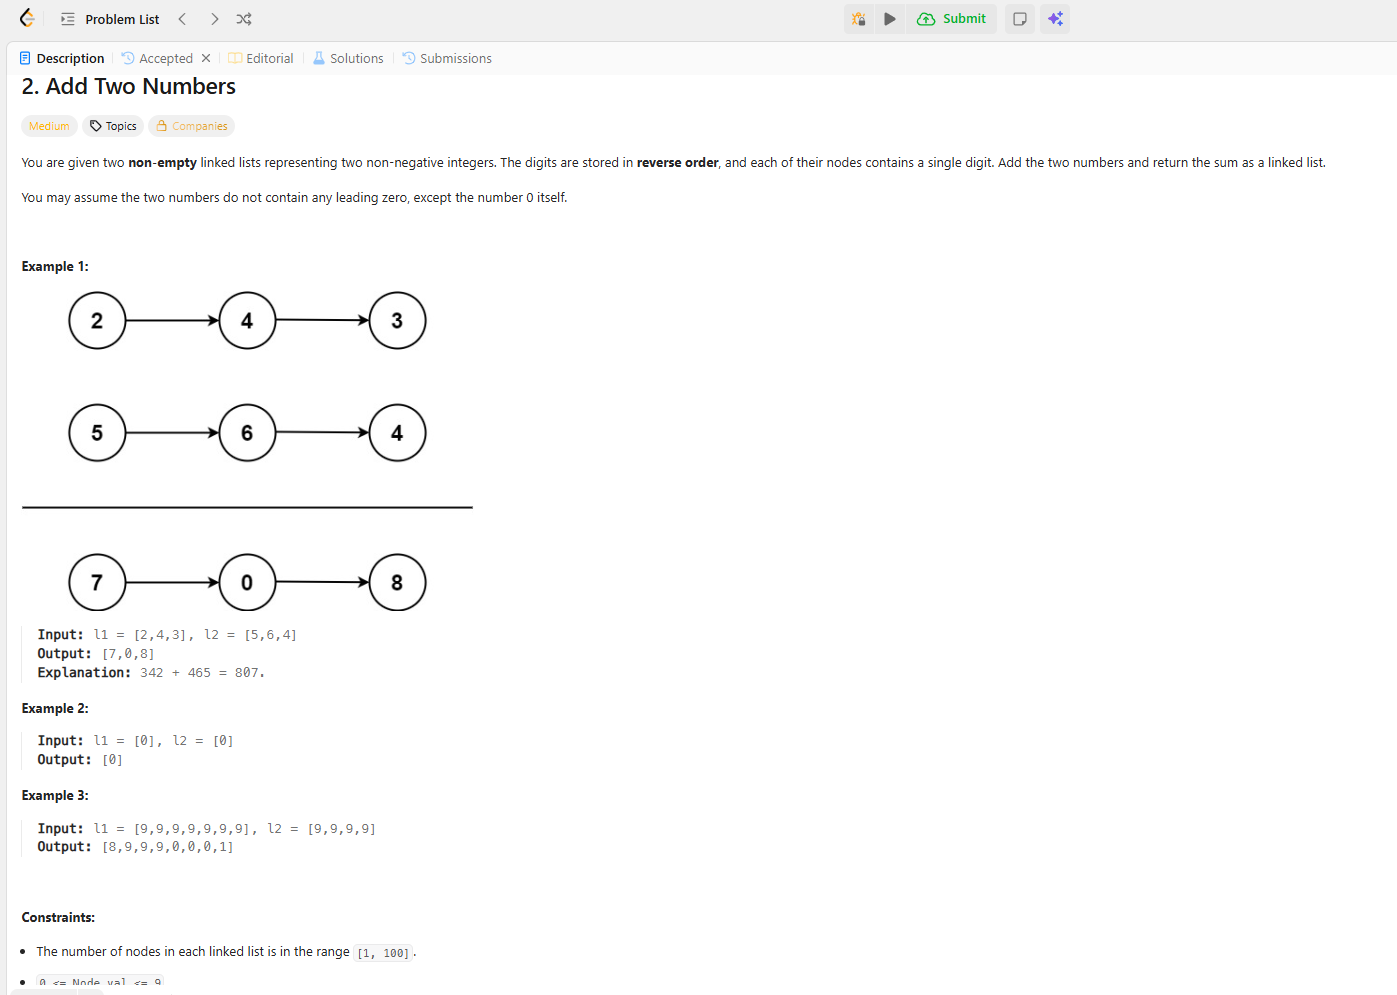 Problem List
Submit
Description
Accepted
Editorial
Solutions
Submissions
2. Add Two Numbers
Medium
Topics
Companies
You are given two non-empty linked lists representing two non-negative integers. The digits are stored in reverse order, and each of their nodes contains a single digit. Add the two numbers and return the sum as a linked list.
You may assume the two numbers do not contain any leading zero, except the number 0 itself.
Example 1:
2 4 3
5 6 4
7 0 8
Input: l1 = [2,4,3], l2 = [5,6,4]
Output: [7,0,8]
Explanation: 342 + 465 = 807.
Example 2:
Input: l1 = [0], l2 = [0]
Output: [0]
Example 3:
Input: l1 = [9,9,9,9,9,9,9], l2 = [9,9,9,9]
Output: [8,9,9,9,0,0,0,1]
Constraints:
• The number of nodes in each linked list is in the range [1, 100].
• 0 <= Node.val <= 9